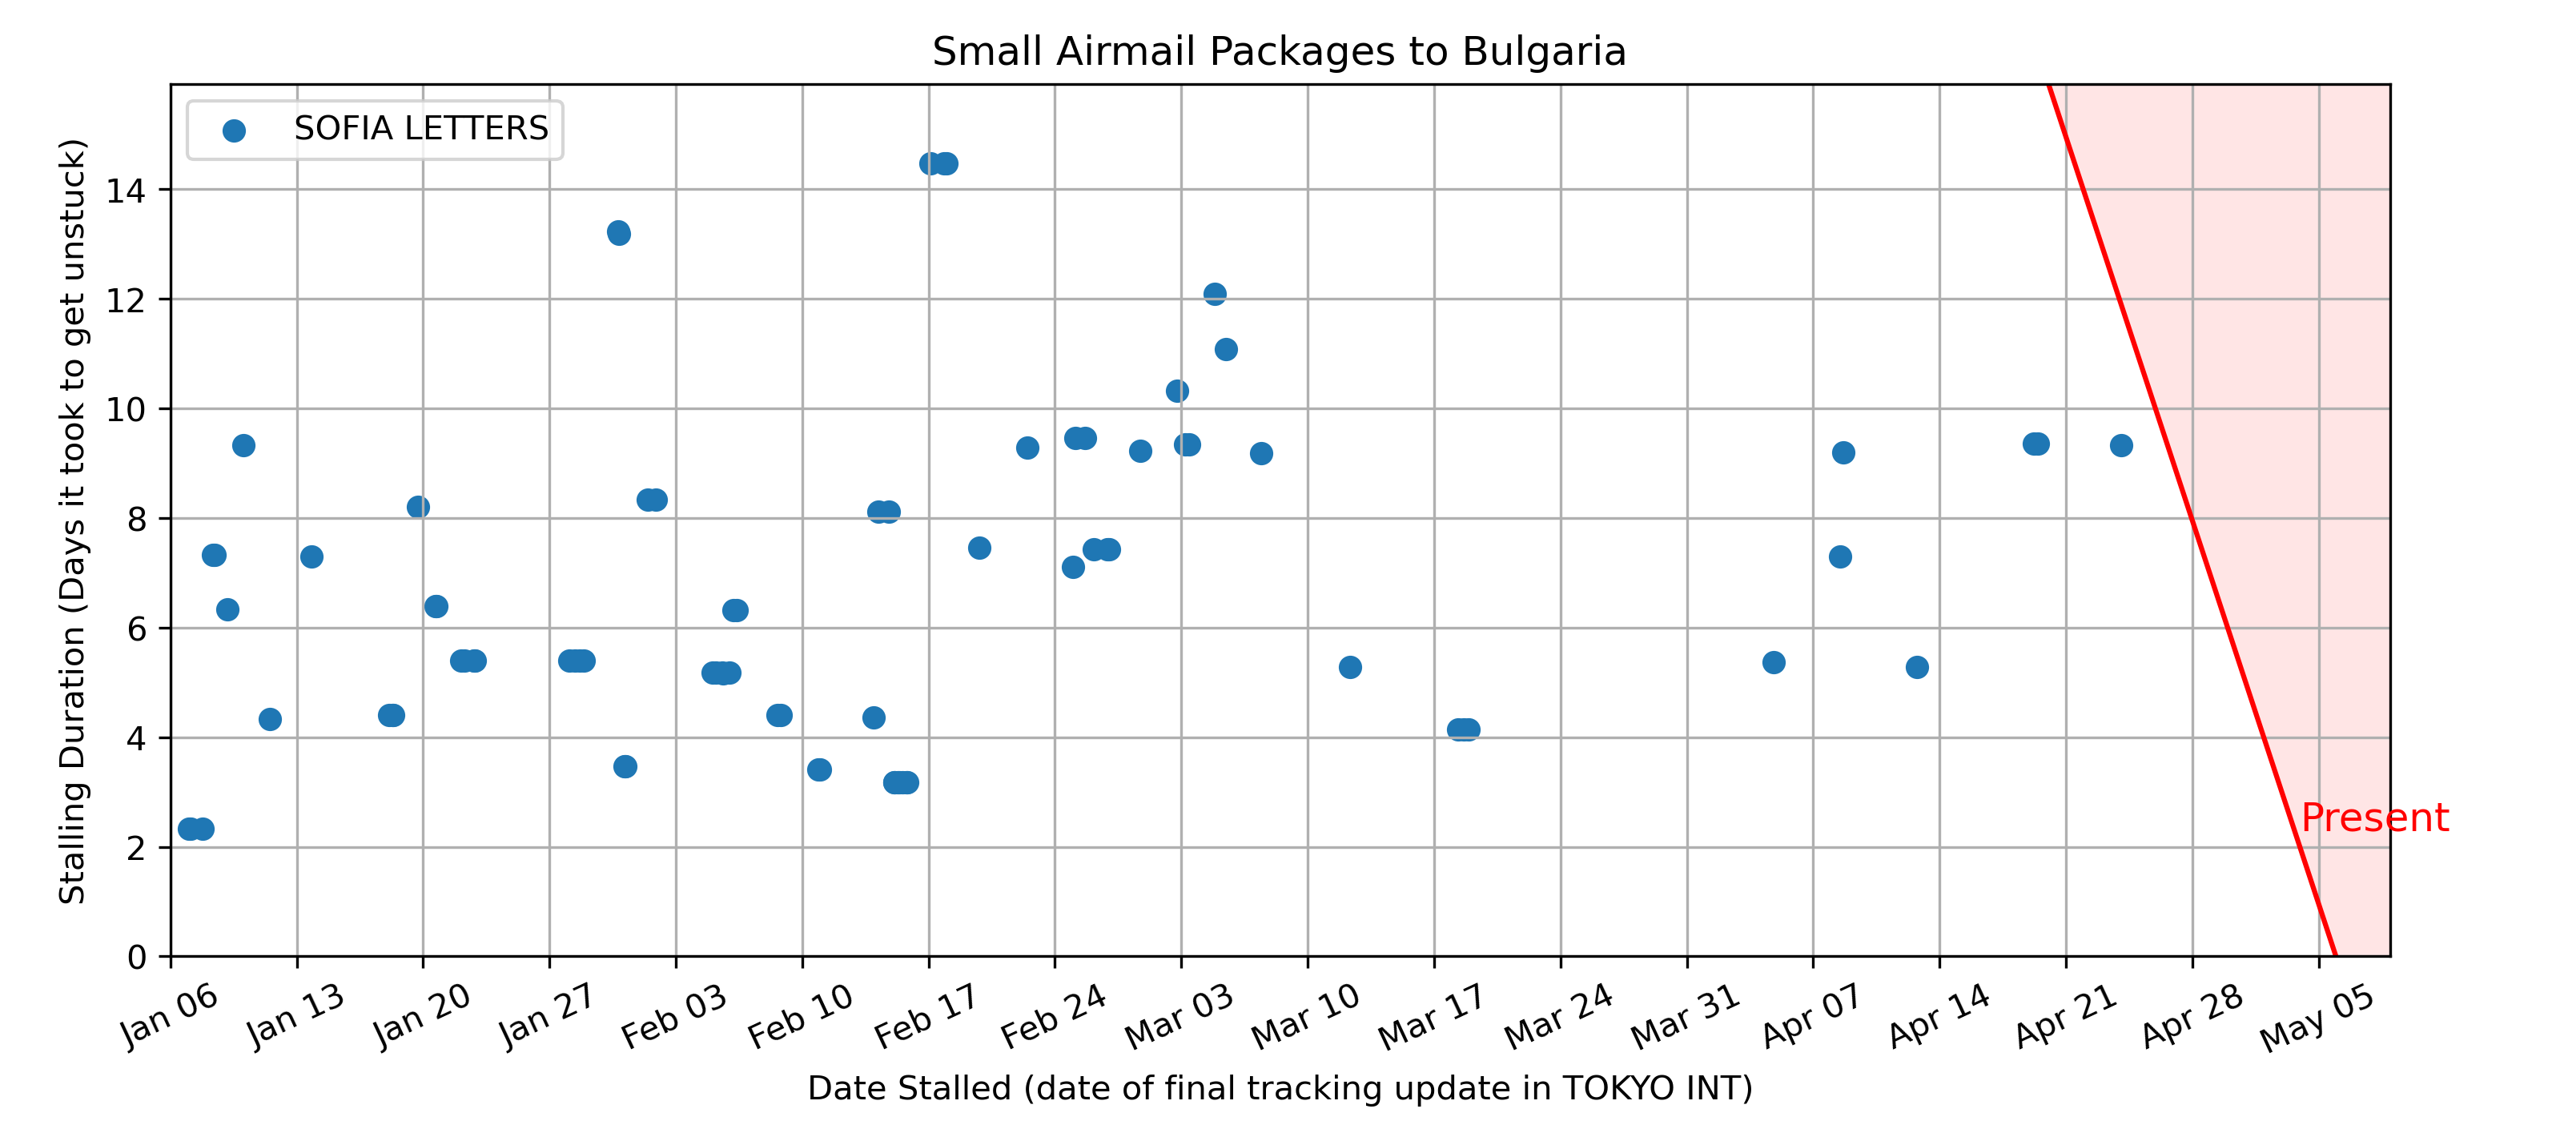 Small Airmail Packages to Bulgaria
SOFIA LETTERS
Stalling Duration (Days it took to get unstuck)
14
12
10
8
6
4
2
0
Present
Jan 06
Jan 13
Jan 20
Jan 27
Feb 03
Feb 10
Feb 17
Feb 24
Mar 03
Mar 10
Mar 17
Mar 24
Mar 31
Apr 07
Apr 14
Apr 21
Apr 28
May 05
Date Stalled (date of final tracking update in TOKYO INT)